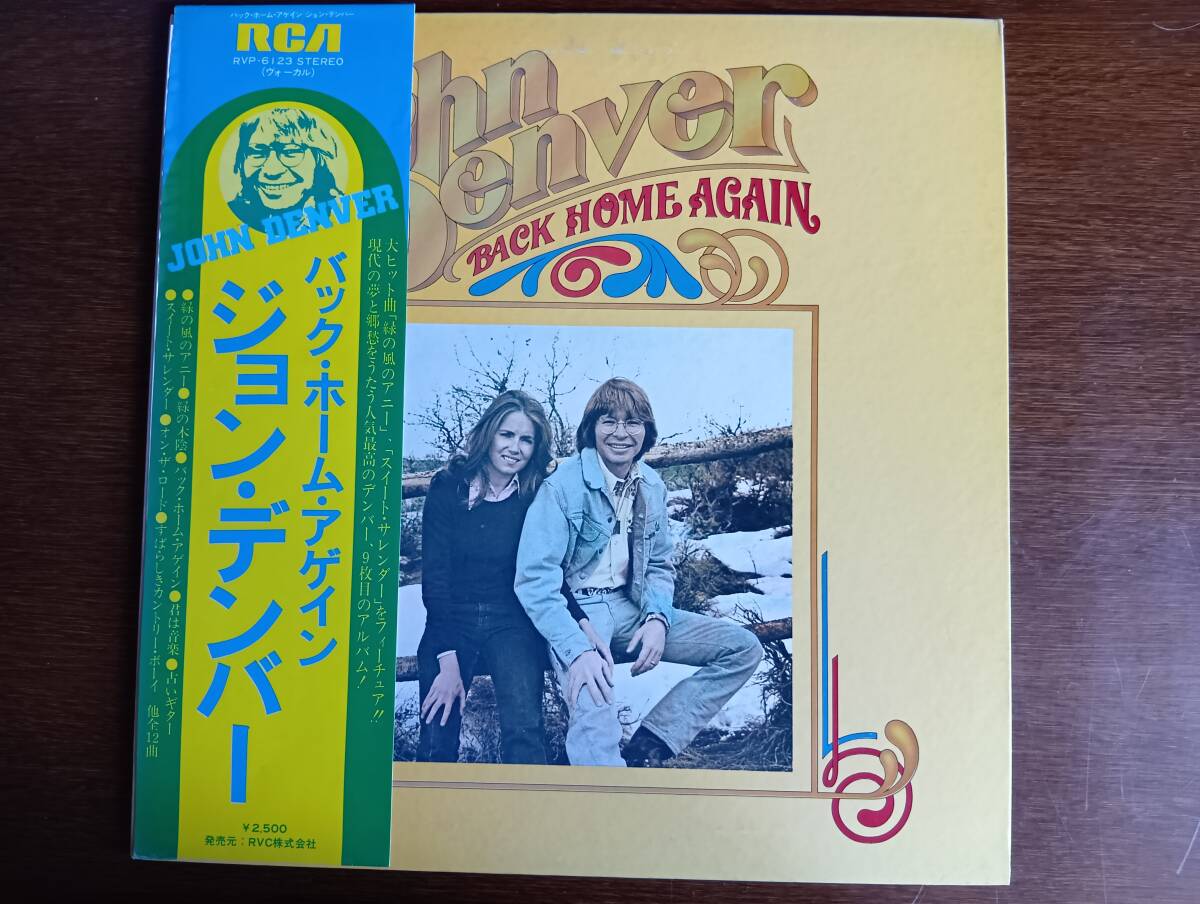 バック・ホーム・アゲイン ジョン・デンバー
RCA
RVP-6123 STEREO
(ヴォーカル)
JOHN DENVER
バック・ホーム・アゲイン
ジョン・デンバー
大ヒット曲「緑の風のアニー」、「スイート・サレンダー」をフィーチュア!!
現代の夢と郷愁をうたう人気最高のデンバー、9枚目のアルバム!
●緑の風のアニー●緑の木陰●バック・ホーム・アゲイン●君は音楽●古いギター
●スイート・サレンダー●オン・ザ・ロード●すばらしきカントリー・ボーイ 他全12曲
¥2,500
発売元:RVC株式会社
ohn
Denver
BACK HOME AGAIN